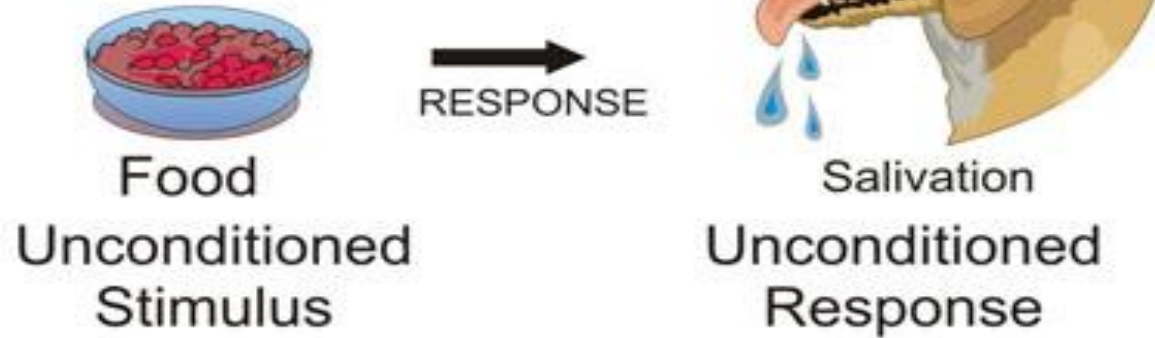 RESPONSE
Food
Unconditioned
Stimulus
Salivation
Unconditioned
Response